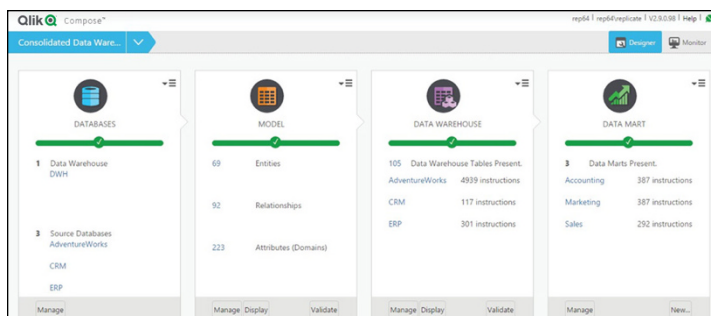 Qlik Compose™
rep64 | rep64\replicate | V2.9.0.98 | Help |
Consolidated Data Ware...
Designer
Monitor
DATABASES
1 Data Warehouse
DWH
3 Source Databases
AdventureWorks
CRM
ERP
Manage
MODEL
69 Entities
92 Relationships
223 Attributes (Domains)
Manage Display Validate
DATA WAREHOUSE
105 Data Warehouse Tables Present.
AdventureWorks 4939 instructions
CRM 117 instructions
ERP 301 instructions
Manage Display Validate
DATA MART
3 Data Marts Present.
Accounting 387 instructions
Marketing 387 instructions
Sales 292 instructions
Manage New...